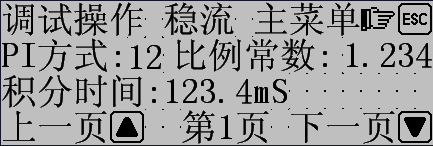 调试操作 稳流 主菜单☞ESC
PI方式:12 比例常数: 1.234
积分时间:123.4mS
上一页▲ 第1页 下一页▼